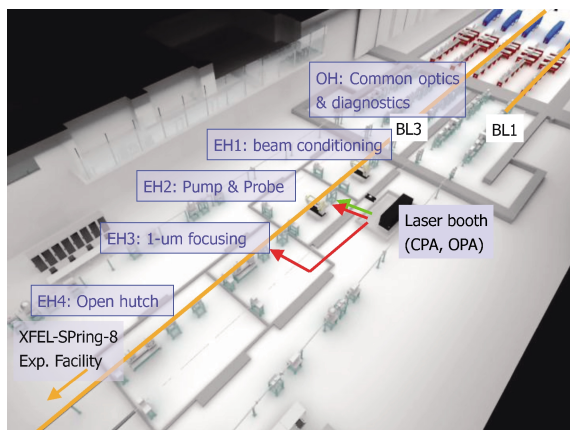 OH: Common optics
& diagnostics
BL3
BL1
EH1: beam conditioning
EH2: Pump & Probe
Laser booth
(CPA, OPA)
EH3: 1-um focusing
EH4: Open hutch
XFEL-SPring-8
Exp. Facility